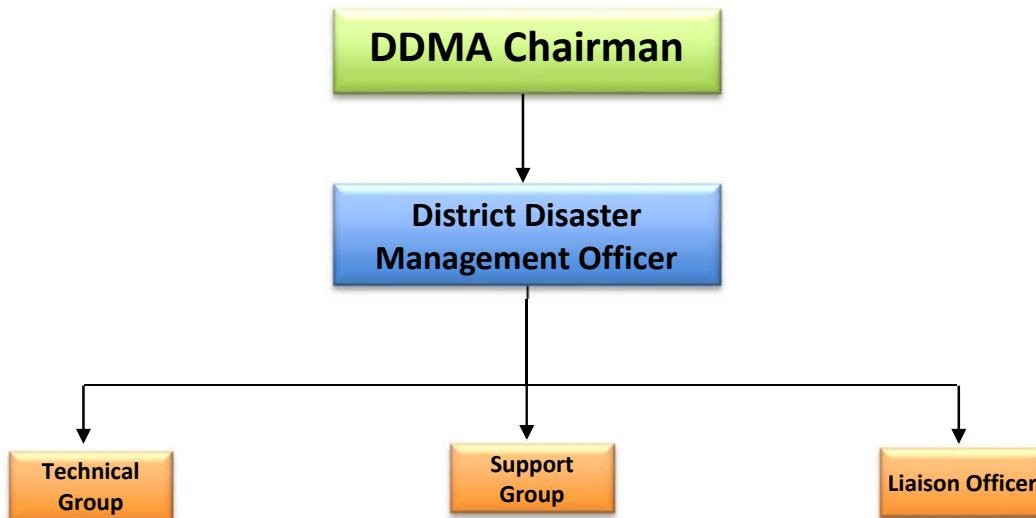 DDMA Chairman
District Disaster
Management Officer
Technical
Group
Support
Group
Liaison Officer